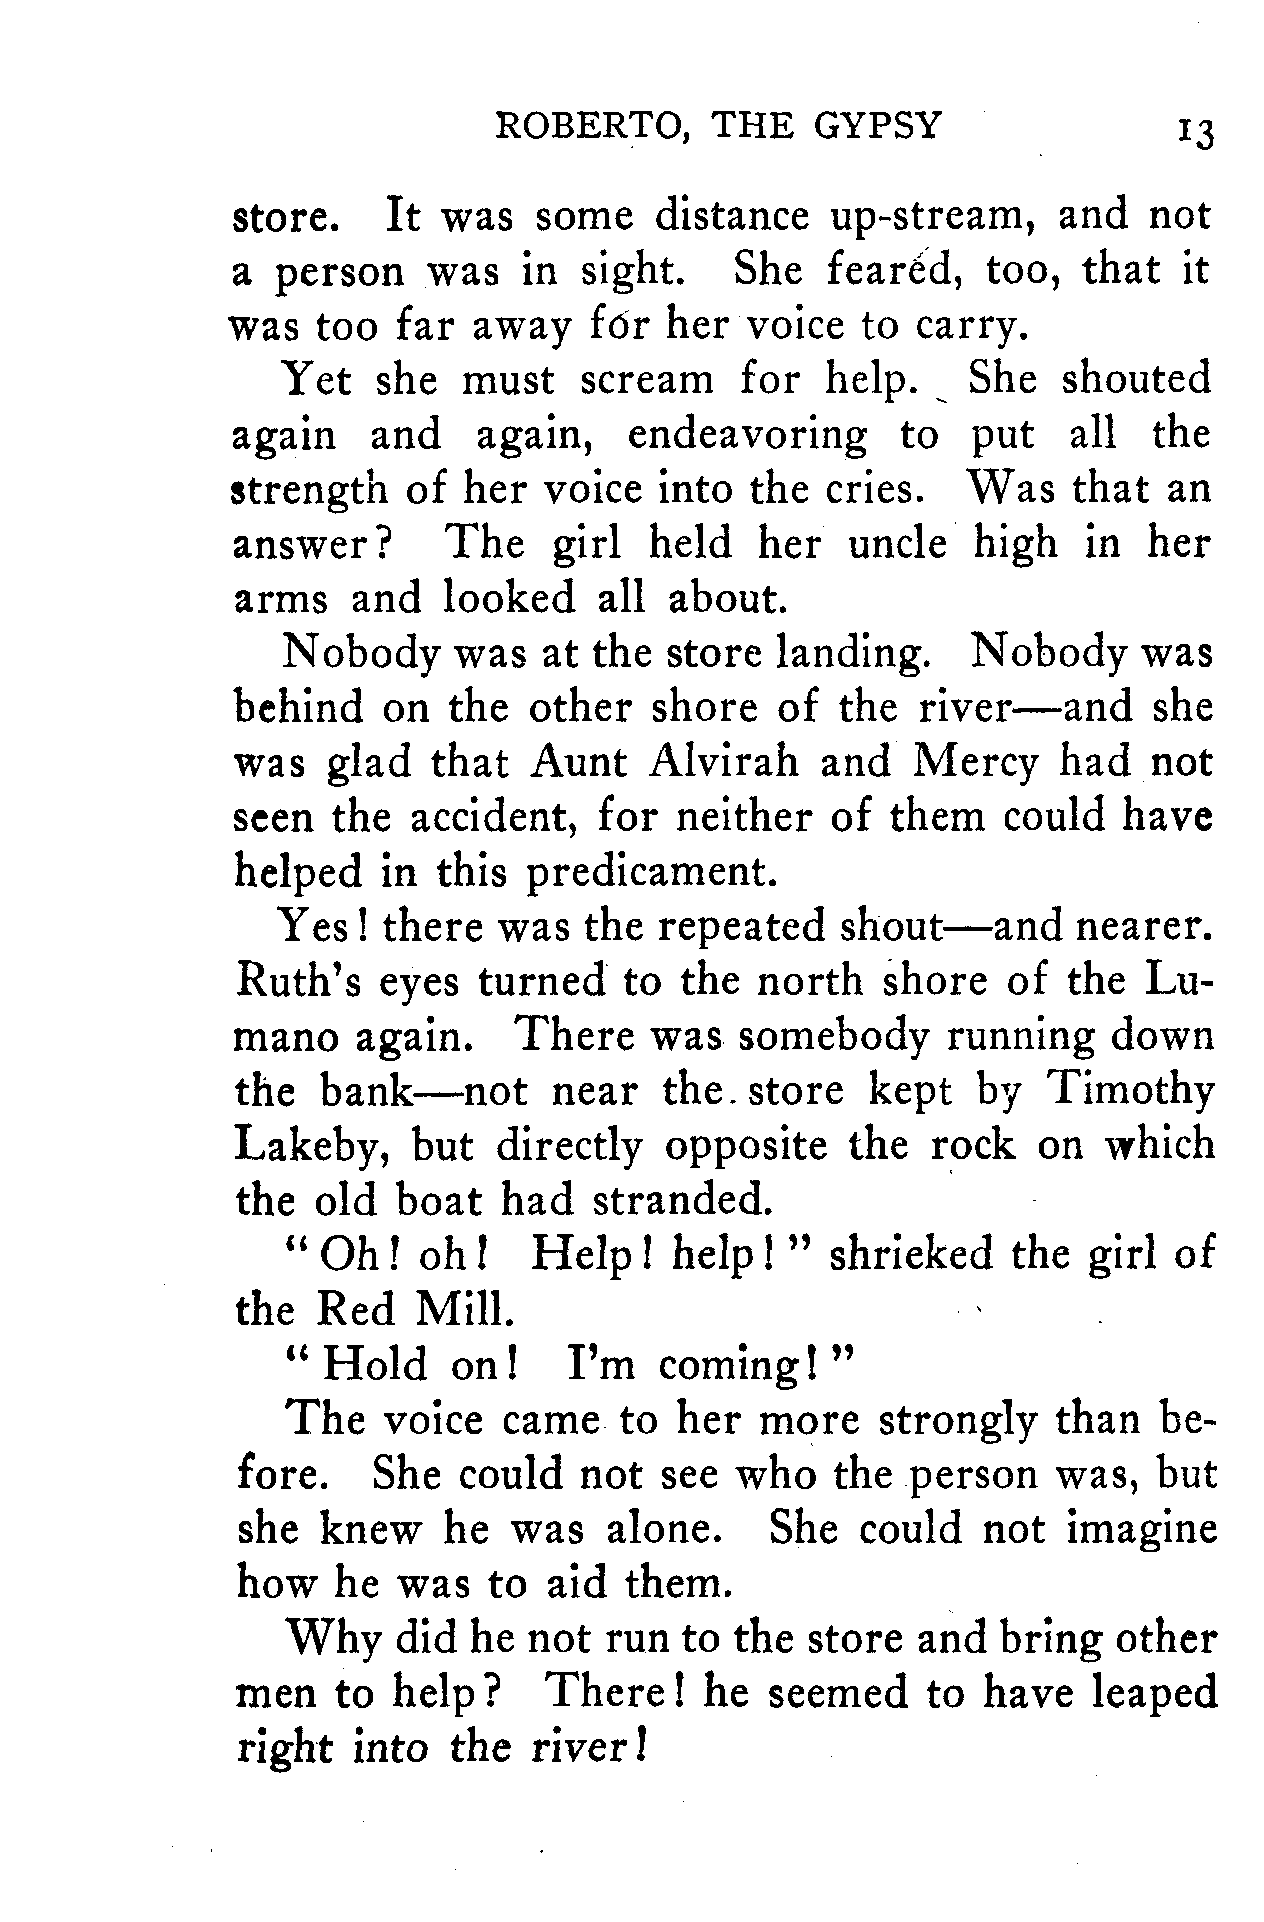 ROBERTO, THE GYPSY 13
store. It was some distance up-stream, and not
a person was in sight. She feared, too, that it
was too far away for her voice to carry.
Yet she must scream for help. She shouted
again and again, endeavoring to put all the
strength of her voice into the cries. Was that an
answer? The girl held her uncle high in her
arms and looked all about.
Nobody was at the store landing. Nobody was
behind on the other shore of the river—and she
was glad that Aunt Alvirah and Mercy had not
seen the accident, for neither of them could have
helped in this predicament.
Yes! there was the repeated shout—and nearer.
Ruth's eyes turned to the north shore of the Lu-
mano again. There was somebody running down
the bank—not near the store kept by Timothy
Lakeby, but directly opposite the rock on which
the old boat had stranded.
"Oh! oh! Help! help!" shrieked the girl of
the Red Mill.
"Hold on! I'm coming!"
The voice came to her more strongly than be-
fore. She could not see who the person was, but
she knew he was alone. She could not imagine
how he was to aid them.
Why did he not run to the store and bring other
men to help? There! he seemed to have leaped
right into the river!